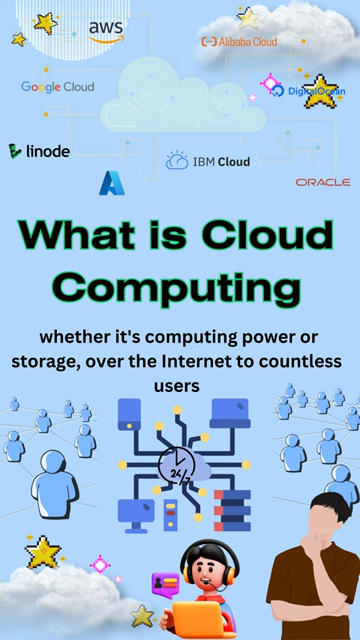 aws
Alibaba Cloud
Google Cloud
DigitalOcean
linode
IBM Cloud
ORACLE
What is Cloud
Computing
whether it's computing power or
storage, over the Internet to countless
users
24/7